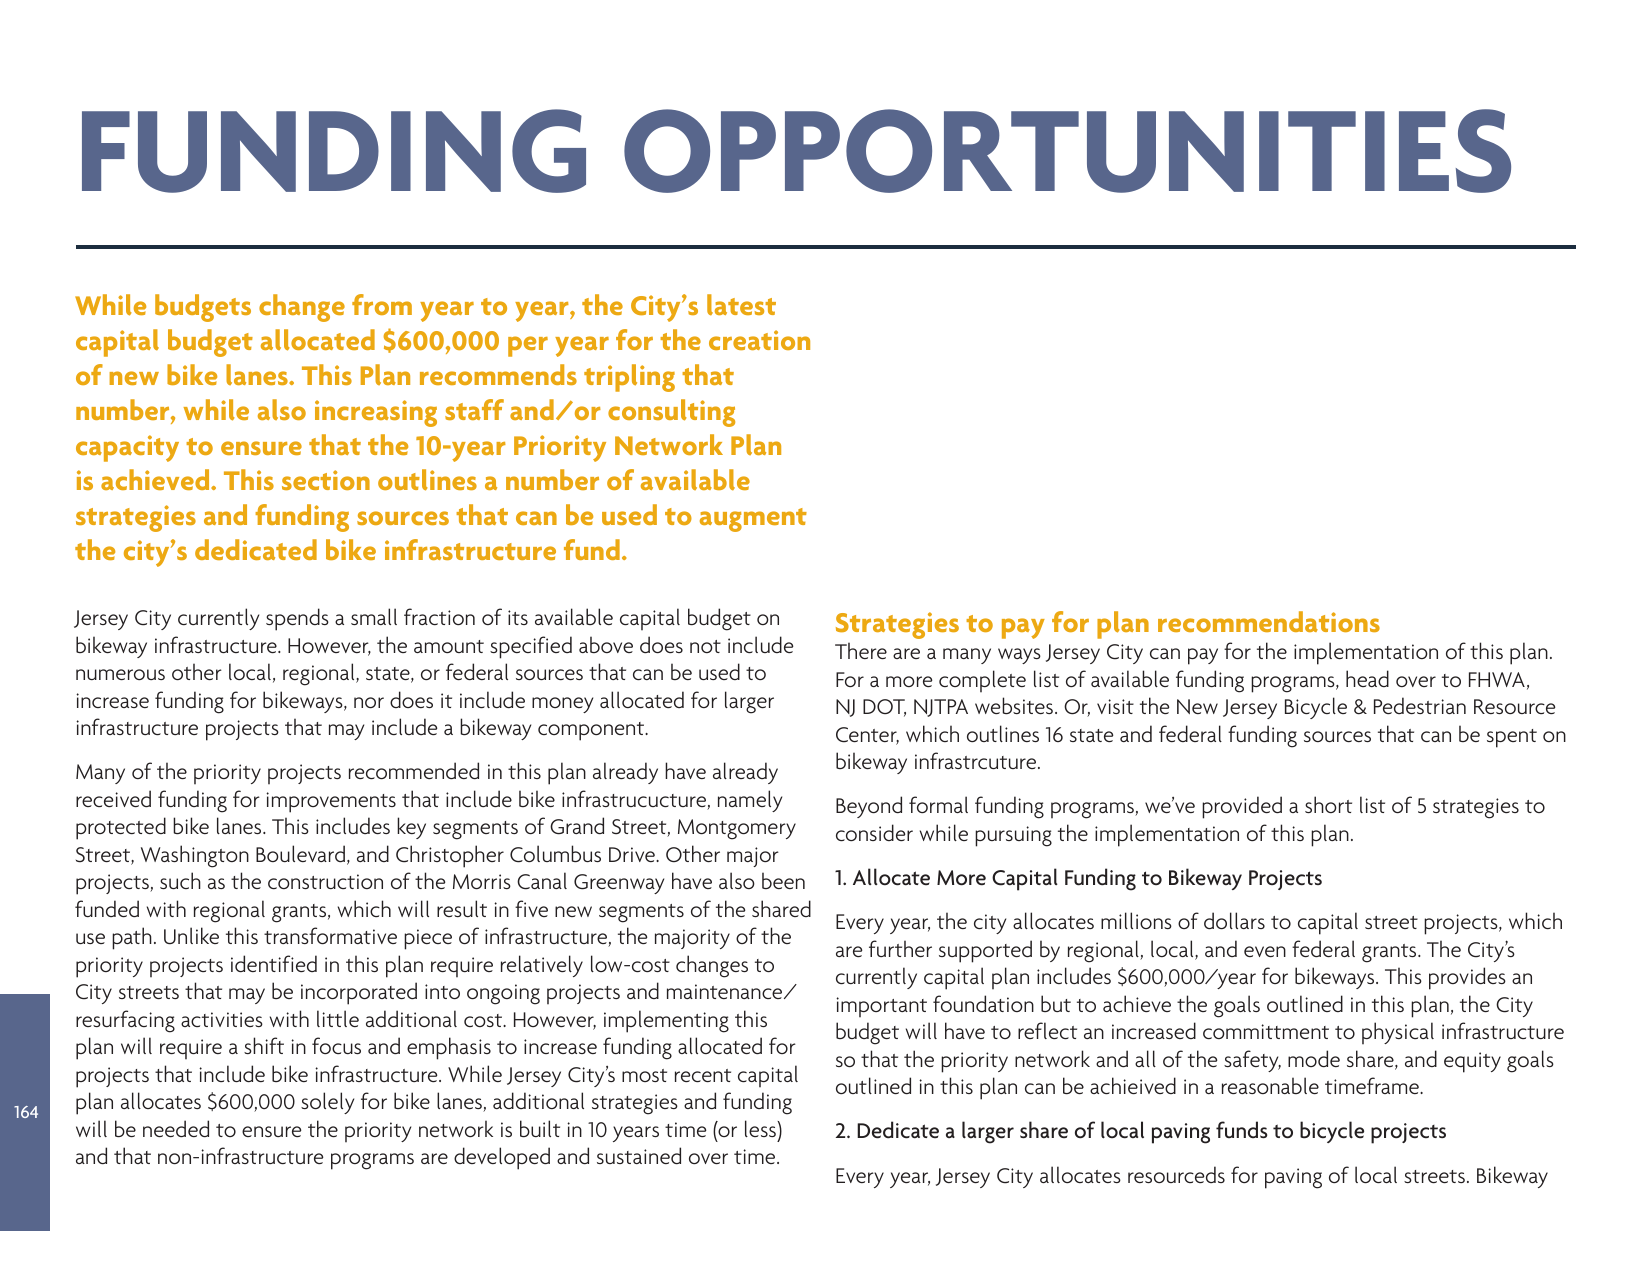 FUNDING OPPORTUNITIES
While budgets change from year to year, the City’s latest
capital budget allocated $600,000 per year for the creation
of new bike lanes. This Plan recommends tripling that
number, while also increasing staff and/or consulting
capacity to ensure that the 10-year Priority Network Plan
is achieved. This section outlines a number of available
strategies and funding sources that can be used to augment
the city’s dedicated bike infrastructure fund.
Jersey City currently spends a small fraction of its available capital budget on
bikeway infrastructure. However, the amount specified above does not include
numerous other local, regional, state, or federal sources that can be used to
increase funding for bikeways, nor does it include money allocated for larger
infrastructure projects that may include a bikeway component.
Many of the priority projects recommended in this plan already have already
received funding for improvements that include bike infrastrucucture, namely
protected bike lanes. This includes key segments of Grand Street, Montgomery
Street, Washington Boulevard, and Christopher Columbus Drive. Other major
projects, such as the construction of the Morris Canal Greenway have also been
funded with regional grants, which will result in five new segments of the shared
use path. Unlike this transformative piece of infrastructure, the majority of the
priority projects identified in this plan require relatively low-cost changes to
City streets that may be incorporated into ongoing projects and maintenance/
resurfacing activities with little additional cost. However, implementing this
plan will require a shift in focus and emphasis to increase funding allocated for
projects that include bike infrastructure. While Jersey City’s most recent capital
plan allocates $600,000 solely for bike lanes, additional strategies and funding
will be needed to ensure the priority network is built in 10 years time (or less)
and that non-infrastructure programs are developed and sustained over time.
Strategies to pay for plan recommendations
There are a many ways Jersey City can pay for the implementation of this plan.
For a more complete list of available funding programs, head over to FHWA,
NJ DOT, NJTPA websites. Or, visit the New Jersey Bicycle & Pedestrian Resource
Center, which outlines 16 state and federal funding sources that can be spent on
bikeway infrastrcuture.
Beyond formal funding programs, we’ve provided a short list of 5 strategies to
consider while pursuing the implementation of this plan.
1. Allocate More Capital Funding to Bikeway Projects
Every year, the city allocates millions of dollars to capital street projects, which
are further supported by regional, local, and even federal grants. The City’s
currently capital plan includes $600,000/year for bikeways. This provides an
important foundation but to achieve the goals outlined in this plan, the City
budget will have to reflect an increased committment to physical infrastructure
so that the priority network and all of the safety, mode share, and equity goals
outlined in this plan can be achieived in a reasonable timeframe.
2. Dedicate a larger share of local paving funds to bicycle projects
Every year, Jersey City allocates resourceds for paving of local streets. Bikeway
164